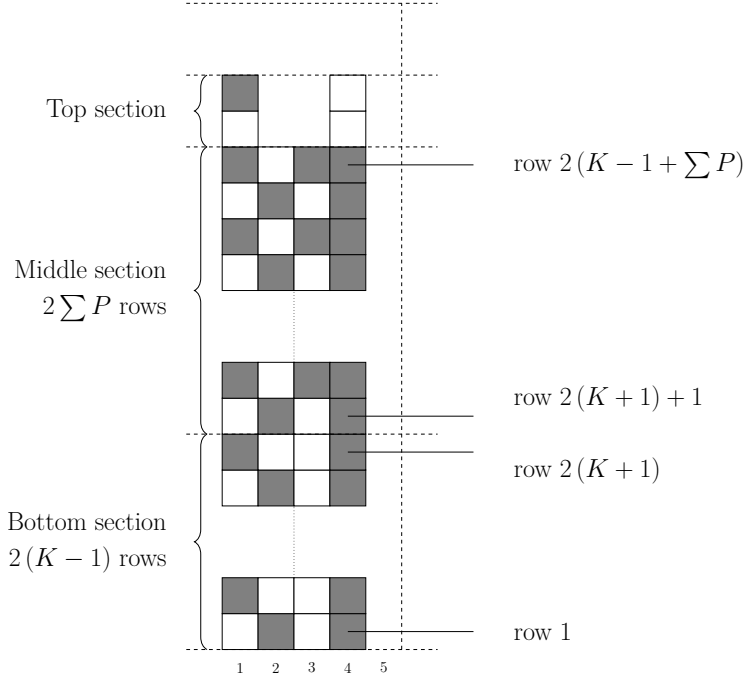 Top section
row 2 (K − 1 + ∑ P)
Middle section
2 ∑ P rows
row 2 (K + 1) + 1
row 2 (K + 1)
Bottom section
2 (K − 1) rows
row 1
1 2 3 4 5